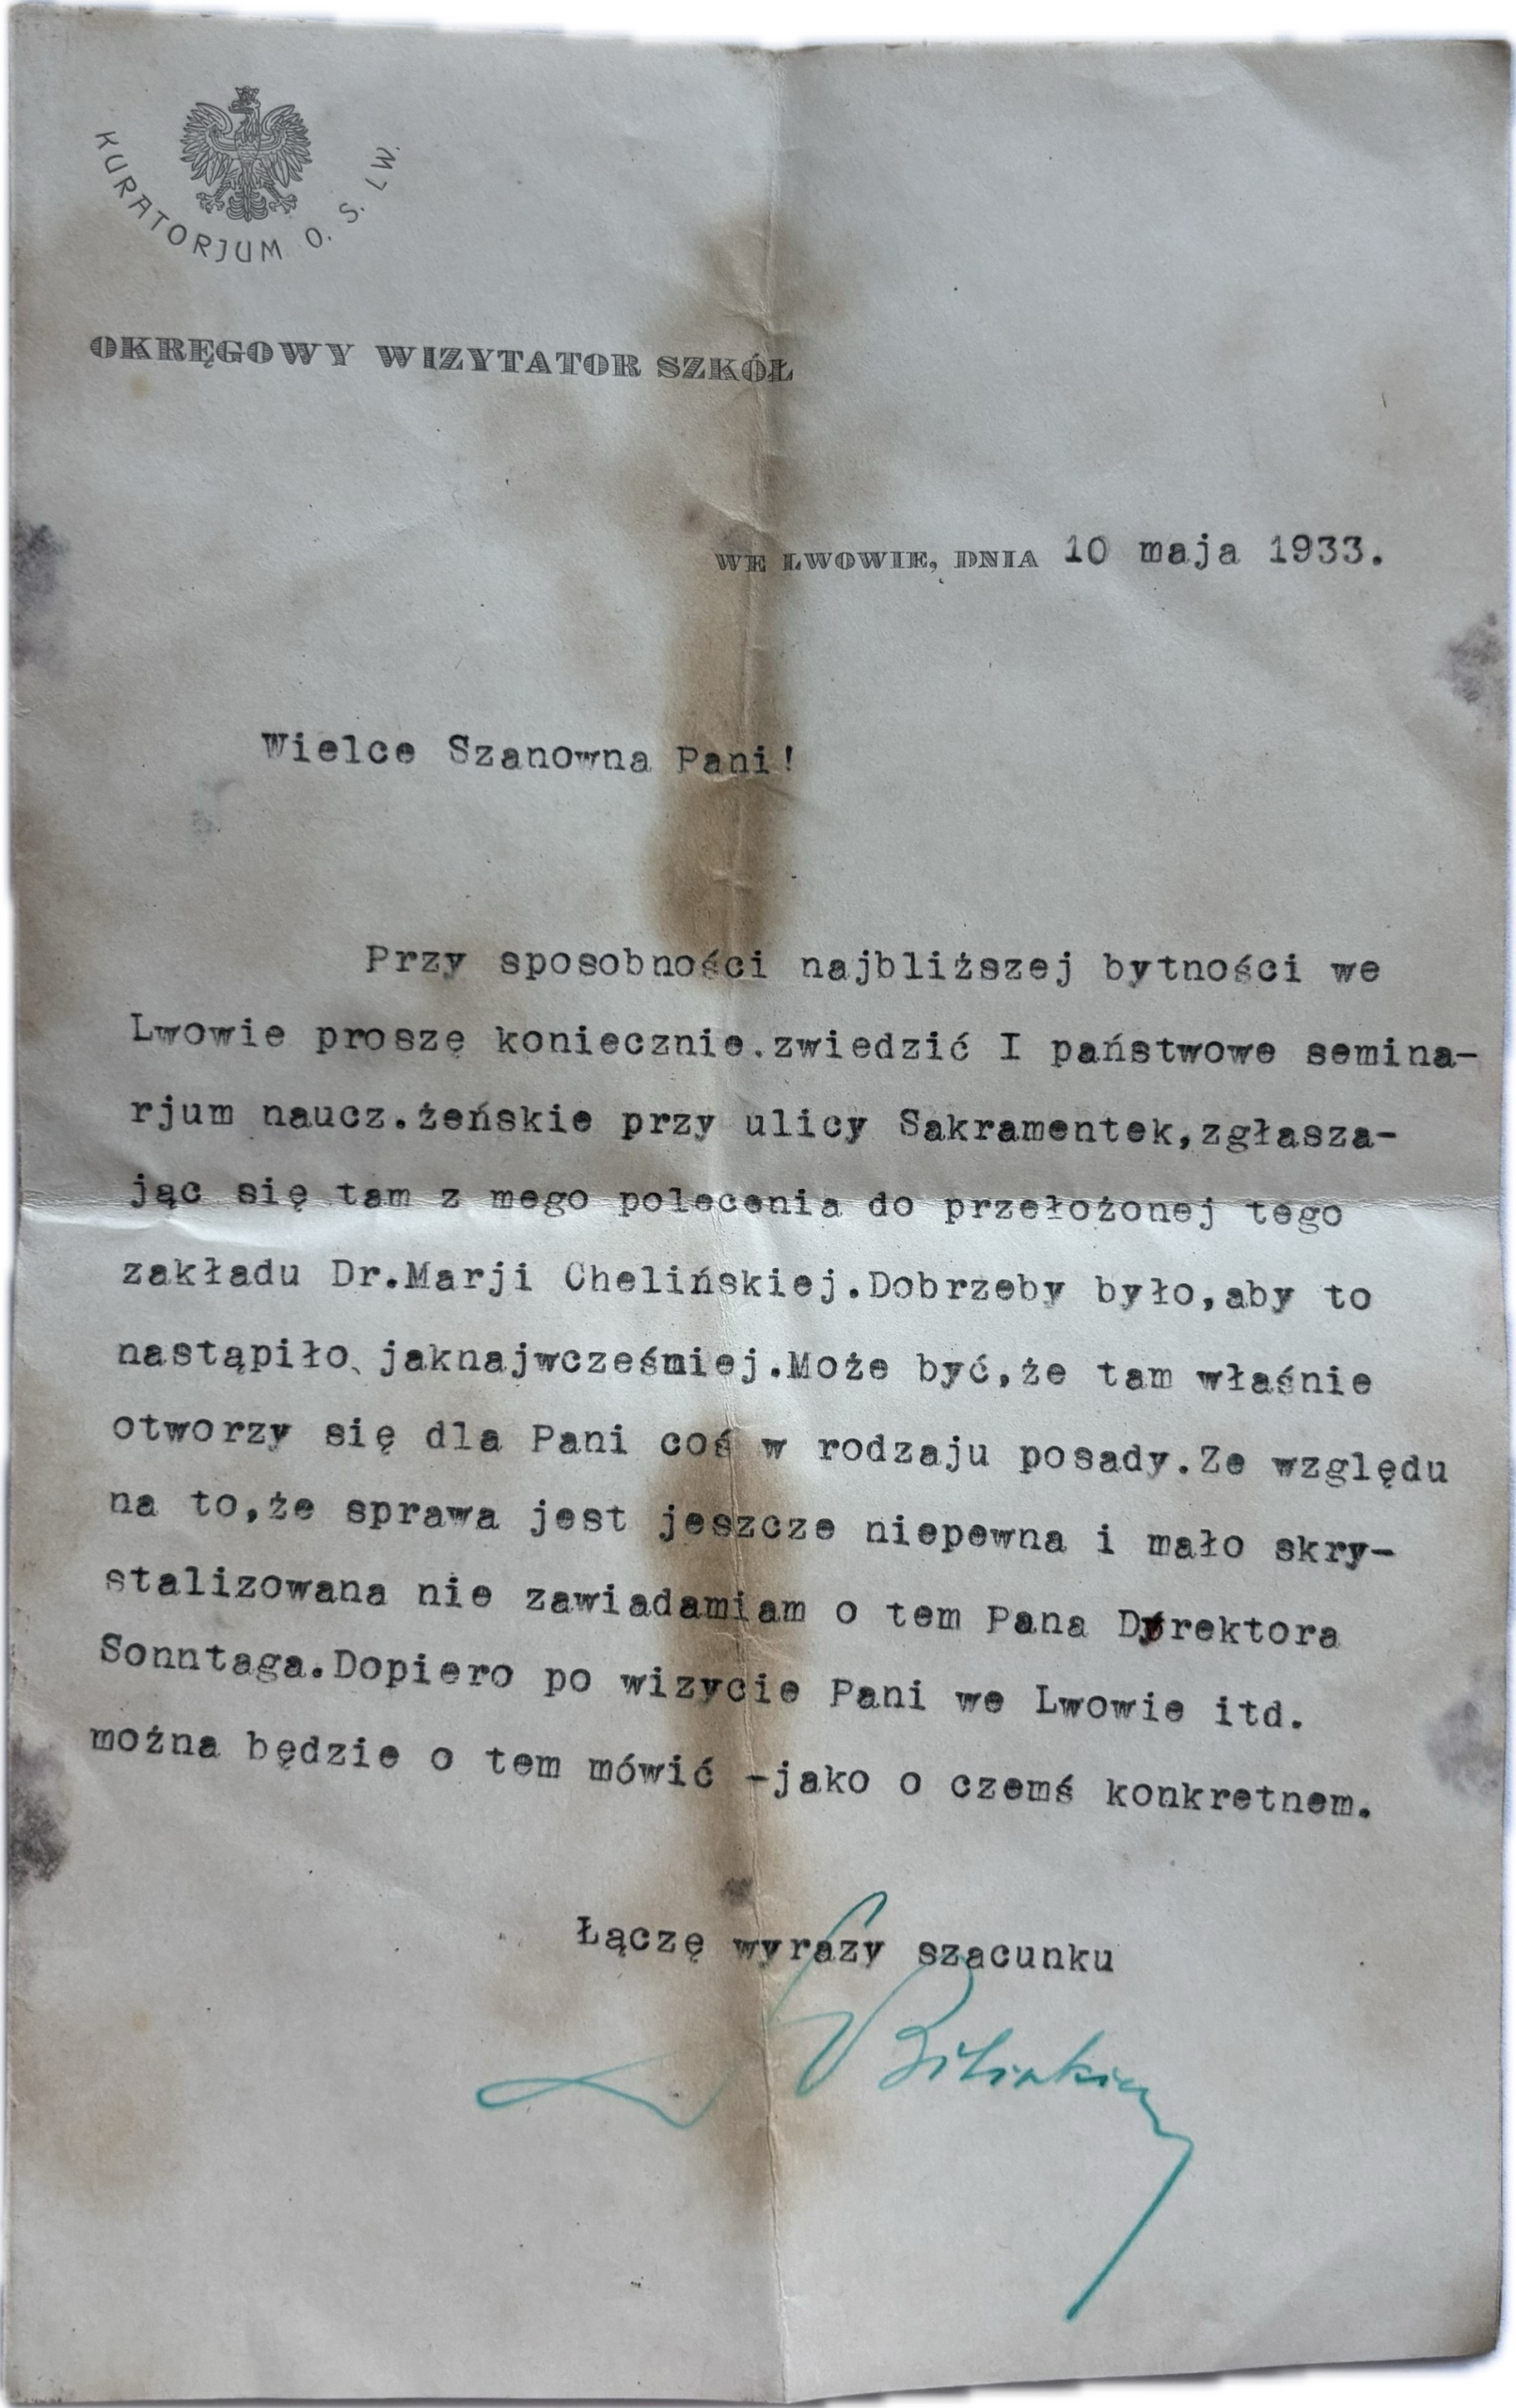 KURATORJUM O. S. LW.
OKRĘGOWY WIZYTATOR SZKÓŁ
WE LWOWIE, DNIA 10 maja 1933.
Wielce Szanowna Pani!
Przy sposobności najbliższej bytności we
Lwowie proszę koniecznie.zwiedzić I państwowe semina-
rjum naucz.żeńskie przy ulicy Sakramentek,zgłasza-
jąc się tam z mego polecenia do przełożonej tego
zakładu Dr.Marji Chelińskiej.Dobrzeby było,aby to
nastąpiło jaknajwcześniej.Może być,że tam właśnie
otworzy się dla Pani coś w rodzaju posady.Ze względu
na to,że sprawa jest jeszcze niepewna i mało skry-
stalizowana nie zawiadamiam o tem Pana Dyrektora
Sonntaga.Dopiero po wizycie Pani we Lwowie itd.
można będzie o tem mówić -jako o czemś konkretnem.
Łączę wyrazy szacunku